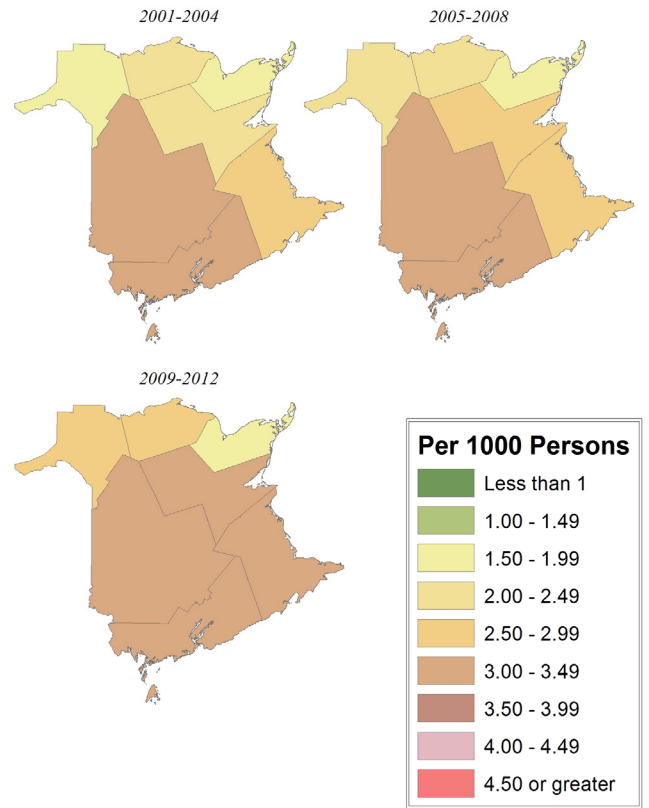 2001-2004
2005-2008
2009-2012
Per 1000 Persons
Less than 1
1.00 - 1.49
1.50 - 1.99
2.00 - 2.49
2.50 - 2.99
3.00 - 3.49
3.50 - 3.99
4.00 - 4.49
4.50 or greater